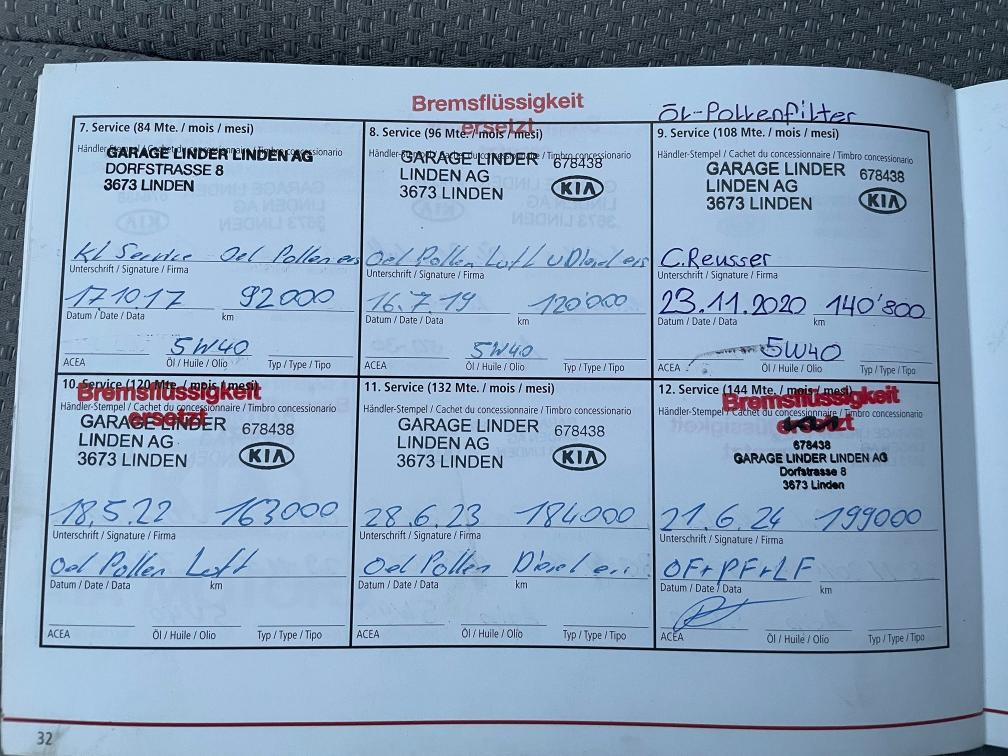 Bremsflüssigkeit
ersetzt
Öl-Pollenfilter
7. Service (84 Mte. / mois / mesi)
Händler-Stempel / Cachet du concessionnaire / Timbro concessionario
GARAGE LINDER LINDEN AG
DORFSTRASSE 8
3673 LINDEN
Kl Service Oel Pollen ers
Unterschrift / Signature / Firma
171017 92000
Datum / Date / Data km
5W40
ACEA Öl / Huile / Olio Typ / Type / Tipo
8. Service (96 Mte. / mois / mesi)
Händler-Stempel / Cachet du concessionnaire / Timbro concessionario
GARAGE LINDER 678438
LINDEN AG
3673 LINDEN KIA
Oel Pollen Luft u Diesel ers
Unterschrift / Signature / Firma
16.7.19 120'000
Datum / Date / Data km
5W40
ACEA Öl / Huile / Olio Typ / Type / Tipo
9. Service (108 Mte. / mois / mesi)
Händler-Stempel / Cachet du concessionnaire / Timbro concessionario
GARAGE LINDER 678438
LINDEN AG
3673 LINDEN KIA
C.Reusser
Unterschrift / Signature / Firma
23.11.2020 140'800
Datum / Date / Data km
5W40
ACEA Öl / Huile / Olio Typ / Type / Tipo
10. Service (120 Mte. / mois / mesi)
Bremsflüssigkeit
Händler-Stempel / Cachet du concessionnaire / Timbro concessionario
ersetzt
GARAGE LINDER 678438
LINDEN AG
3673 LINDEN KIA
18.5.22 163000
Unterschrift / Signature / Firma
Oel Pollen Luft
Datum / Date / Data km
ACEA Öl / Huile / Olio Typ / Type / Tipo
11. Service (132 Mte. / mois / mesi)
Händler-Stempel / Cachet du concessionnaire / Timbro concessionario
GARAGE LINDER 678438
LINDEN AG
3673 LINDEN KIA
28.6.23 184000
Unterschrift / Signature / Firma
Oel Pollen Diesel
Datum / Date / Data km
ACEA Öl / Huile / Olio Typ / Type / Tipo
12. Service (144 Mte. / mois / mesi)
Bremsflüssigkeit
Händler-Stempel / Cachet du concessionnaire / Timbro concessionario
ersetzt
678438
GARAGE LINDER LINDEN AG
Dorfstrasse 8
3673 Linden
21.6.24 199000
Unterschrift / Signature / Firma
OF+PF+LF
Datum / Date / Data km
ACEA Öl / Huile / Olio Typ / Type / Tipo
32